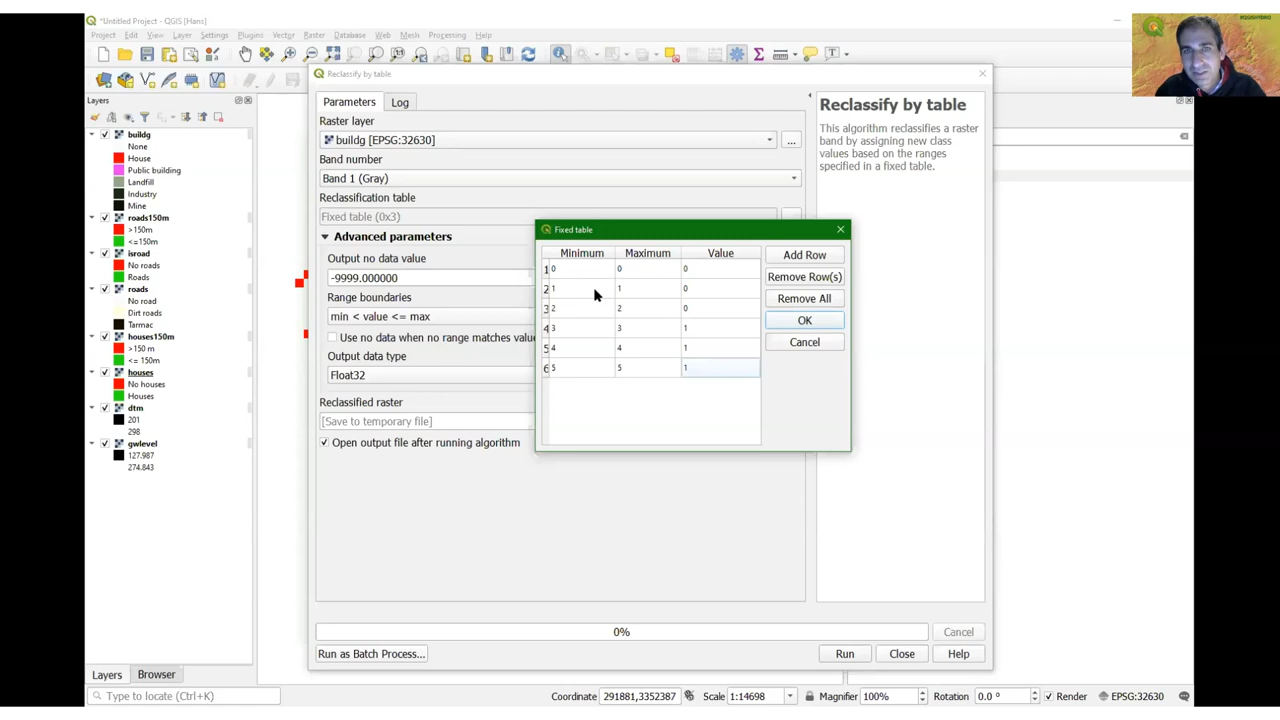 *Untitled Project - QGIS [Hans]
Project Edit View Layer Settings Plugins Vector Raster Database Web Mesh Processing Help
Layers
buildg
None
House
Public building
Landfill
Industry
Mine
roads150m
>150m
<=150m
isroad
No roads
Roads
roads
No road
Dirt roads
Tarmac
houses150m
>150 m
<= 150m
houses
No houses
Houses
dtm
201
298
gwlevel
127.987
274.843
Layers Browser
Type to locate (Ctrl+K)
Reclassify by table
Parameters Log
Raster layer
buildg [EPSG:32630]
...
Band number
Band 1 (Gray)
Reclassification table
Fixed table (0x3)
Advanced parameters
Output no data value
-9999.000000
Range boundaries
min < value <= max
Use no data when no range matches value
Output data type
Float32
Reclassified raster
[Save to temporary file]
Open output file after running algorithm
0%
Cancel
Run as Batch Process...
Run Close Help
Reclassify by table
This algorithm reclassifies a raster
band by assigning new class
values based on the ranges
specified in a fixed table.
Fixed table
Minimum Maximum Value
1 0 0 0
2 1 1 0
3 2 2 0
4 3 3 1
5 4 4 1
6 5 5 1
Add Row
Remove Row(s)
Remove All
OK
Cancel
Coordinate 291881,3352387 Scale 1:14698 Magnifier 100% Rotation 0.0 ° Render EPSG:32630